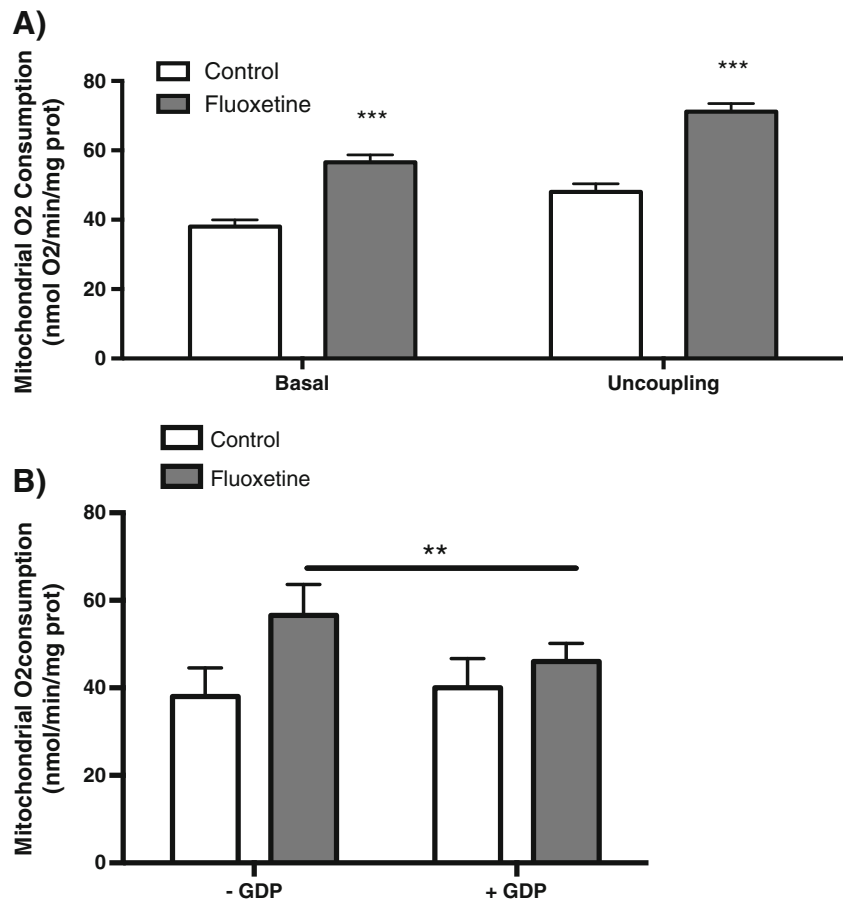 A)
Control
Fluoxetine
Mitochondrial O2 Consumption
(nmol O2/min/mg prot)
80
60
40
20
0
***
***
Basal
Uncoupling
B)
Control
Fluoxetine
Mitochondrial O2consumption
(nmol/min/mg prot)
80
60
40
20
0
**
- GDP
+ GDP